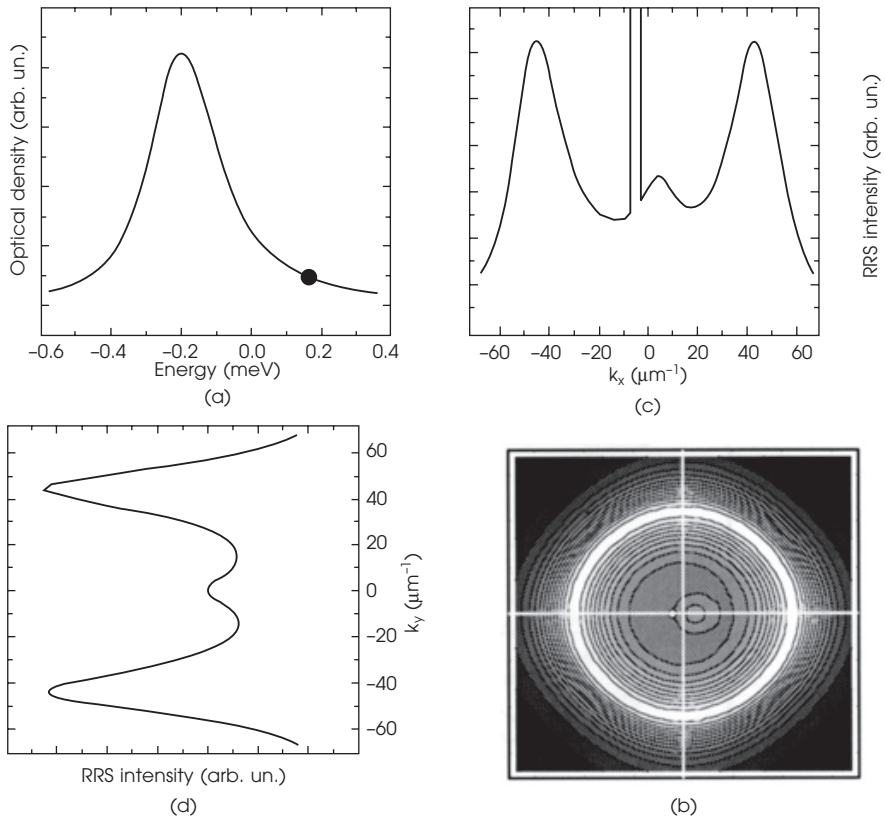 Optical density (arb. un.)
−0.6 −0.4 −0.2 0.0 0.2 0.4
Energy (meV)
(a)
RRS intensity (arb. un.)
−60 −40 −20 0 20 40 60
kx (μm−1)
(c)
60
40
20
0
−20
−40
−60
ky (μm−1)
RRS intensity (arb. un.)
(d)
(b)